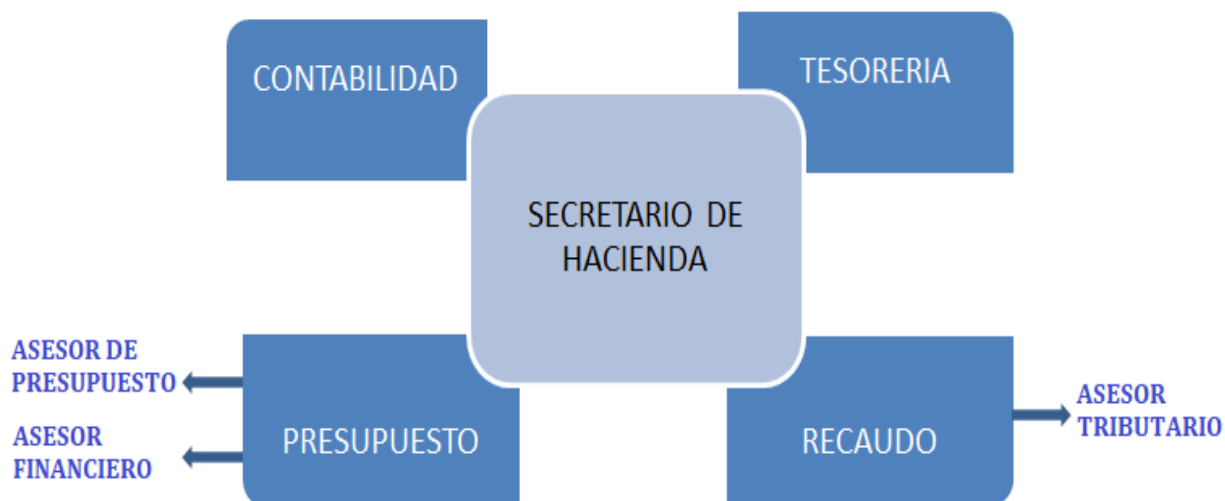 CONTABILIDAD
TESORERIA
SECRETARIO DE
HACIENDA
ASESOR DE
PRESUPUESTO
ASESOR
FINANCIERO
PRESUPUESTO
RECAUDO
ASESOR
TRIBUTARIO